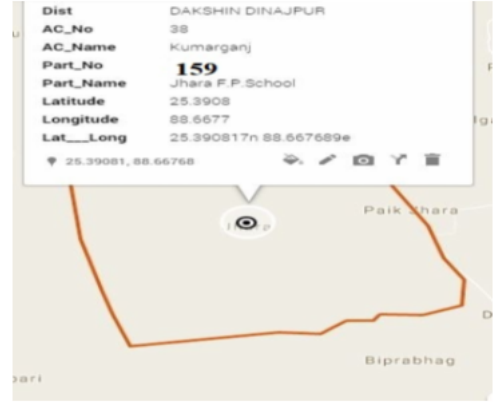 Dist DAKSHIN DINAJPUR
AC_No 38
AC_Name Kumarganj
Part_No 159
Part_Name Jhara F.P.School
Latitude 25.3908
Longitude 88.6677
Lat___Long 25.390817n 88.667689e
25.39081, 88.66768
Paik Jhara
Biprabhag